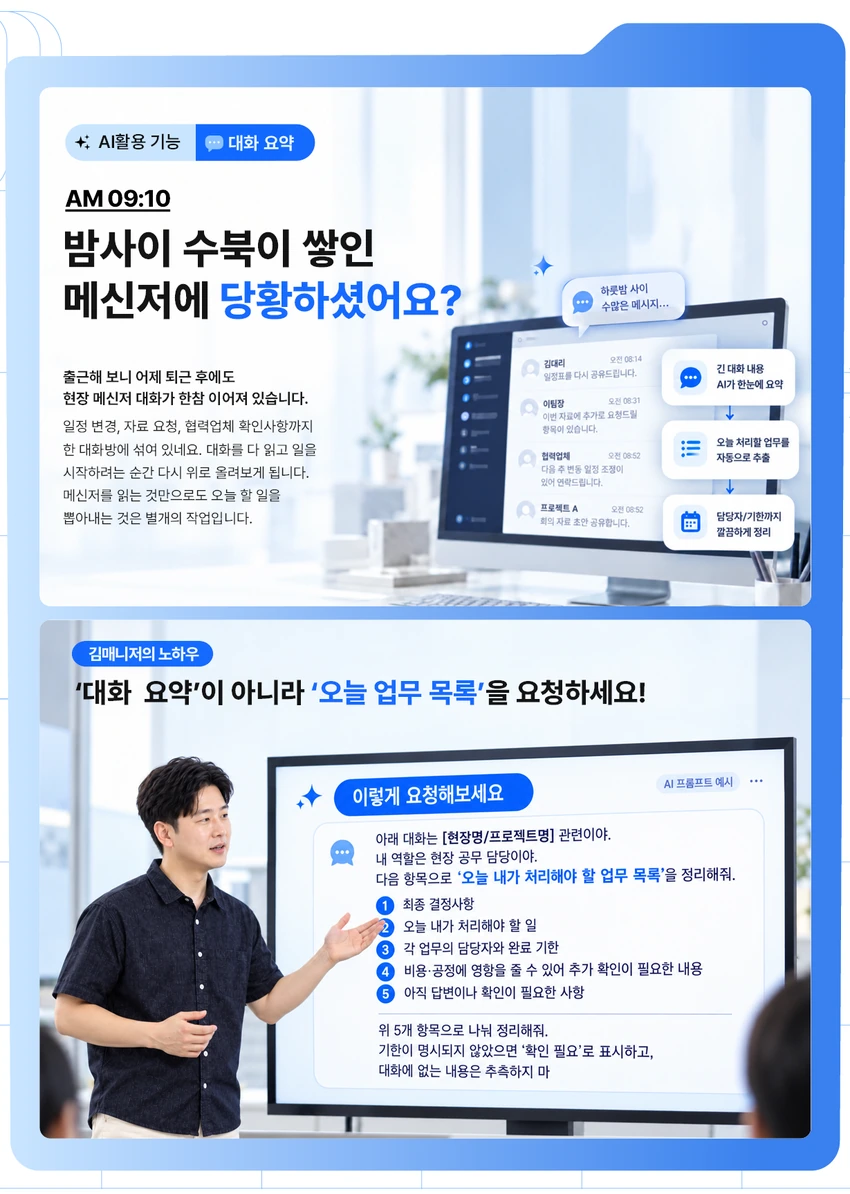 AI활용 기능
대화 요약
AM 09:10
밤사이 수북이 쌓인
메신저에 당황하셨어요?
출근해 보니 어제 퇴근 후에도
현장 메신저 대화가 한참 이어져 있습니다.
일정 변경, 자료 요청, 협력업체 확인사항까지
한 대화방에 섞여 있네요. 대화를 다 읽고 일을
시작하려는 순간 다시 위로 올려보게 됩니다.
메신저를 읽는 것만으로도 오늘 할 일을
뽑아내는 것은 별개의 작업입니다.
하룻밤 사이
수많은 메시지...
김대리 오전 08:14
일정표를 다시 공유드립니다.
이팀장 오전 08:31
이번 자료에 추가로 요청드릴
항목이 있습니다.
협력업체 오전 08:52
다음 주 변동 일정 조정이
있어 연락드립니다.
프로젝트 A 오전 08:52
회의 자료 초안 공유합니다.
긴 대화 내용
AI가 한눈에 요약
오늘 처리할 업무를
자동으로 추출
담당자/기한까지
깔끔하게 정리
김매니저의 노하우
‘대화 요약’이 아니라 ‘오늘 업무 목록’을 요청하세요!
이렇게 요청해보세요
AI 프롬프트 예시
아래 대화는 [현장명/프로젝트명] 관련이야.
내 역할은 현장 공무 담당이야.
다음 항목으로 ‘오늘 내가 처리해야 할 업무 목록’을 정리해줘.
1 최종 결정사항
2 오늘 내가 처리해야 할 일
3 각 업무의 담당자와 완료 기한
4 비용·공정에 영향을 줄 수 있어 추가 확인이 필요한 내용
5 아직 답변이나 확인이 필요한 사항
위 5개 항목으로 나눠 정리해줘.
기한이 명시되지 않았으면 ‘확인 필요’로 표시하고,
대화에 없는 내용은 추측하지 마